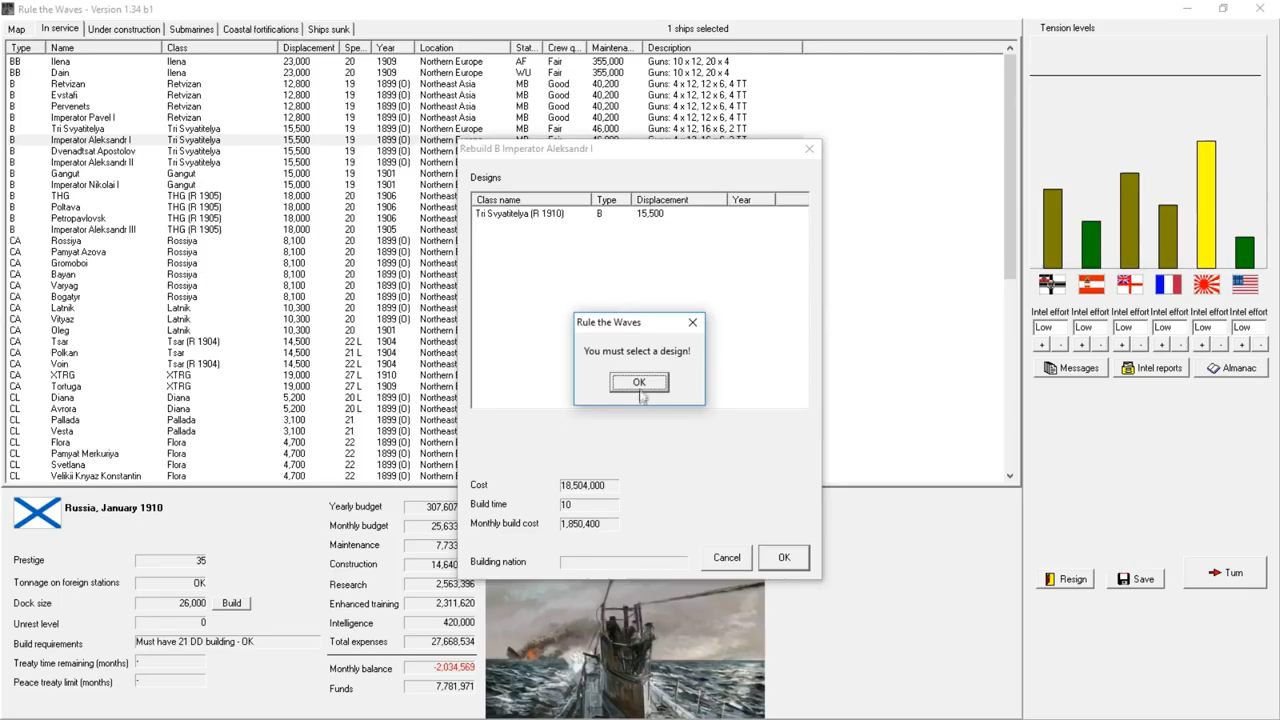 Rule the Waves - Version 1.34 b1
Map In service Under construction Submarines Coastal fortifications Ships sunk 1 ships selected
Type Name Class Displacement Spe... Year Location Stat... Crew q... Maintena... Description
BB Ilena Ilena 23,000 20 1909 Northern Europe AF Fair 355,000 Guns: 10 x 12, 20 x 4
BB Dain Ilena 23,000 20 1909 Northern Europe WU Fair 355,000 Guns: 10 x 12, 20 x 4
B Retvizan Retvizan 12,800 19 1899 (O) Northeast Asia MB Good 40,200 Guns: 4 x 12, 12 x 6, 4 TT
B Evstafi Retvizan 12,800 19 1899 (O) Northeast Asia MB Good 40,200 Guns: 4 x 12, 12 x 6, 4 TT
B Pervenets Retvizan 12,800 19 1899 (O) Northeast Asia MB Good 40,200 Guns: 4 x 12, 12 x 6, 4 TT
B Imperator Pavel I Retvizan 12,800 19 1899 (O) Northeast Asia MB Good 40,200 Guns: 4 x 12, 12 x 6, 4 TT
B Tri Svyatitelya Tri Svyatitelya 15,500 19 1899 (O) Northern Europe MB Fair 46,000 Guns: 4 x 12, 16 x 6, 2 TT
B Imperator Aleksandr I Tri Svyatitelya 15,500 19 1899 (O)
B Dvenadtsat Apostolov Tri Svyatitelya 15,500 19 1899 (O) Northern
B Imperator Aleksandr II Tri Svyatitelya 15,500 19 1899 (O) Northern
B Gangut Gangut 15,000 19 1901 Northern
B Imperator Nikolai I Gangut 15,000 19 1901 Northern
B THG THG (R 1905) 18,000 19 1906 Northern
B Poltava THG (R 1905) 18,000 19 1906 Northern
B Petropavlovsk THG (R 1905) 18,000 19 1906 Northern
B Imperator Aleksandr III THG (R 1905) 18,000 19 1905 Northern
CA Rossiya Rossiya 8,100 20 1899 (O) Northern
CA Pamyat Azova Rossiya 8,100 20 1899 (O) Northeast
CA Gromoboi Rossiya 8,100 20 1899 (O) Northeast
CA Bayan Rossiya 8,100 20 1899 (O) Northeast
CA Varyag Rossiya 8,100 20 1899 (O) Northeast
CA Bogatyr Rossiya 8,100 20 1899 (O) Northeast
CA Latnik Latnik 10,300 20 1899 (O) Northern
CA Vityaz Latnik 10,300 20 1899 (O) Northern
CA Oleg Latnik 10,300 20 1901 Northern
CA Tsar Tsar (R 1904) 14,500 22 L 1904 Northeast
CA Polkan Tsar 14,500 21 L 1904 Northern
CA Voin Tsar (R 1904) 14,500 22 L 1904 Northeast
CA XTRG XTRG 19,000 27 L 1910 Northern
CA Tortuga XTRG 19,000 27 L 1909 Northern
CL Diana Diana 5,200 20 L 1899 (O) Northern
CL Avrora Diana 5,200 20 L 1899 (O) Northern
CL Pallada Pallada 3,100 21 1899 (O) Northeast
CL Vesta Pallada 3,100 21 1899 (O) Northeast
CL Flora Flora 4,700 22 1899 (O) Northern
CL Pamyat Merkuriya Flora 4,700 22 1899 (O) Northern
CL Svetlana Flora 4,700 22 1899 (O) Northeast
CL Velikii Knyaz Konstantin Flora 4,700 22 1899 (O) Northern
Rebuild B Imperator Aleksandr I
Designs
Class name Type Displacement Year
Tri Svyatitelya (R 1910) B 15,500
Rule the Waves
You must select a design!
OK
Cost 18,504,000
Build time 10
Monthly build cost 1,850,400
Building nation
Cancel OK
Tension levels
Intel effort Intel effort Intel effort Intel effort Intel effort Intel effort
Low Low Low Low Low Low
+ - + - + - + - + - + -
Messages Intel reports Almanac
Resign Save Turn
Russia, January 1910
Prestige 35
Tonnage on foreign stations OK
Dock size 26,000 Build
Unrest level 0
Build requirements Must have 21 DD building - OK
Treaty time remaining (months) -
Peace treaty limit (months) -
Yearly budget 307,607
Monthly budget 25,633
Maintenance 7,733
Construction 14,640
Research 2,563,396
Enhanced training 2,311,620
Intelligence 420,000
Total expenses 27,668,534
Monthly balance -2,034,569
Funds 7,781,971